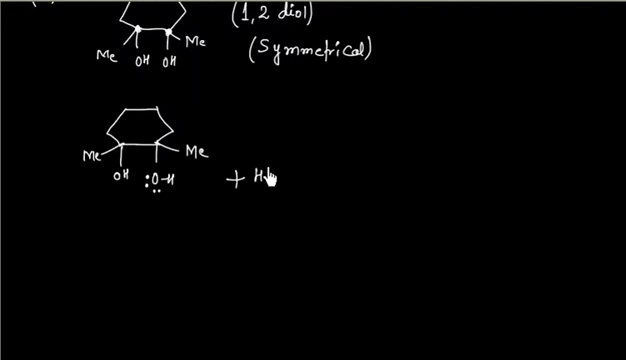 (1,2 diol)
Me OH OH Me
(Symmetrical)
Me Me
OH :O-H + H